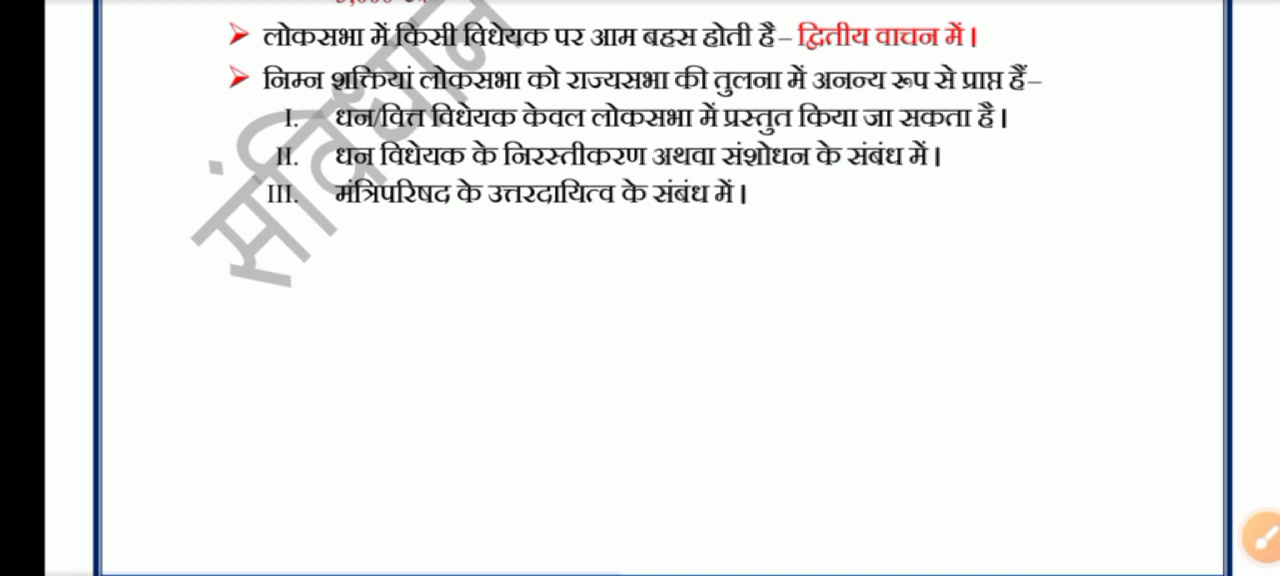 ➢ लोकसभा में किसी विधेयक पर आम बहस होती है– द्वितीय वाचन में।
➢ निम्न शक्तियां लोकसभा को राज्यसभा की तुलना में अनन्य रूप से प्राप्त हैं–
I. धन/वित्त विधेयक केवल लोकसभा में प्रस्तुत किया जा सकता है।
II. धन विधेयक के निरस्तीकरण अथवा संशोधन के संबंध में।
III. मंत्रिपरिषद के उत्तरदायित्व के संबंध में।
संविधान